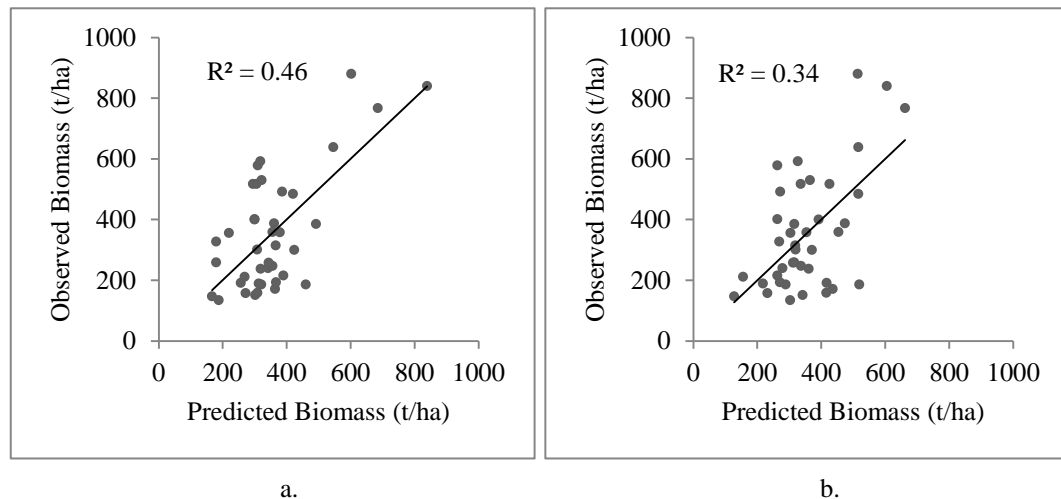 1000
800
600
400
200
0
R² = 0.46
Observed Biomass (t/ha)
0 200 400 600 800 1000
Predicted Biomass (t/ha)
a.
1000
800
600
400
200
0
R² = 0.34
Observed Biomass (t/ha)
0 200 400 600 800 1000
Predicted Biomass (t/ha)
b.